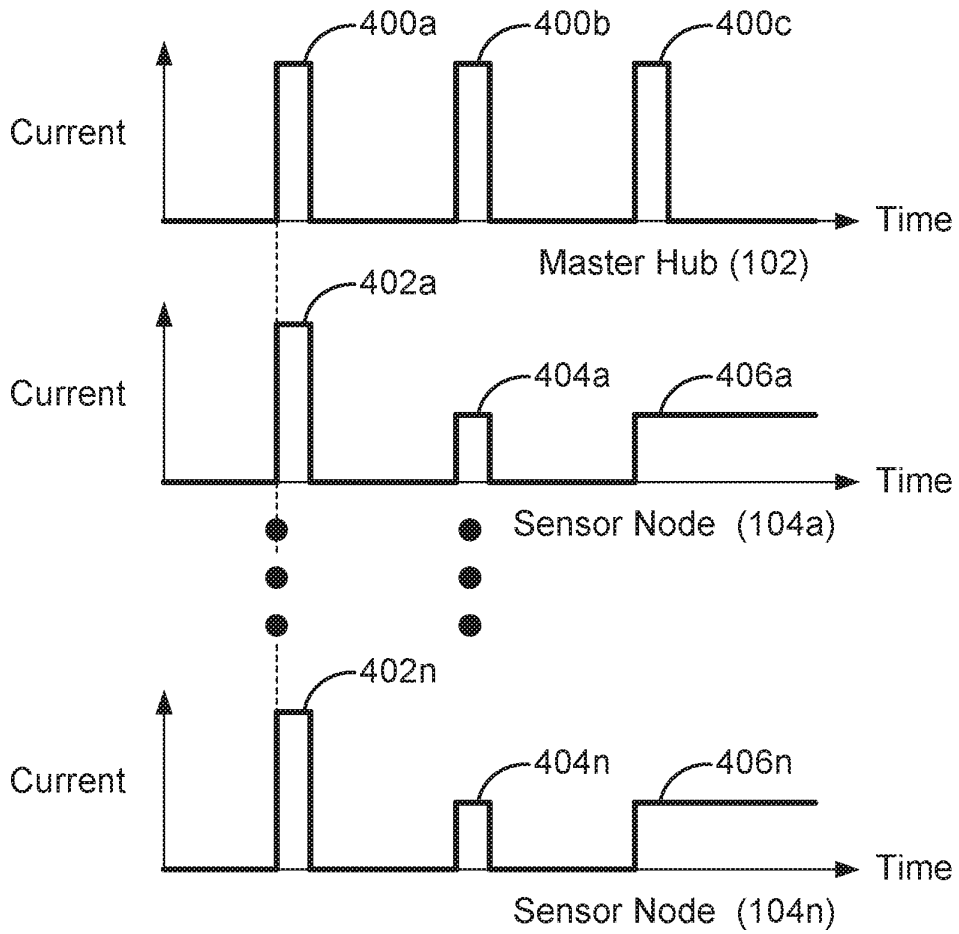 400a
400b
400c
Current
Time
Master Hub (102)
402a
404a
406a
Current
Time
Sensor Node (104a)
402n
404n
406n
Current
Time
Sensor Node (104n)